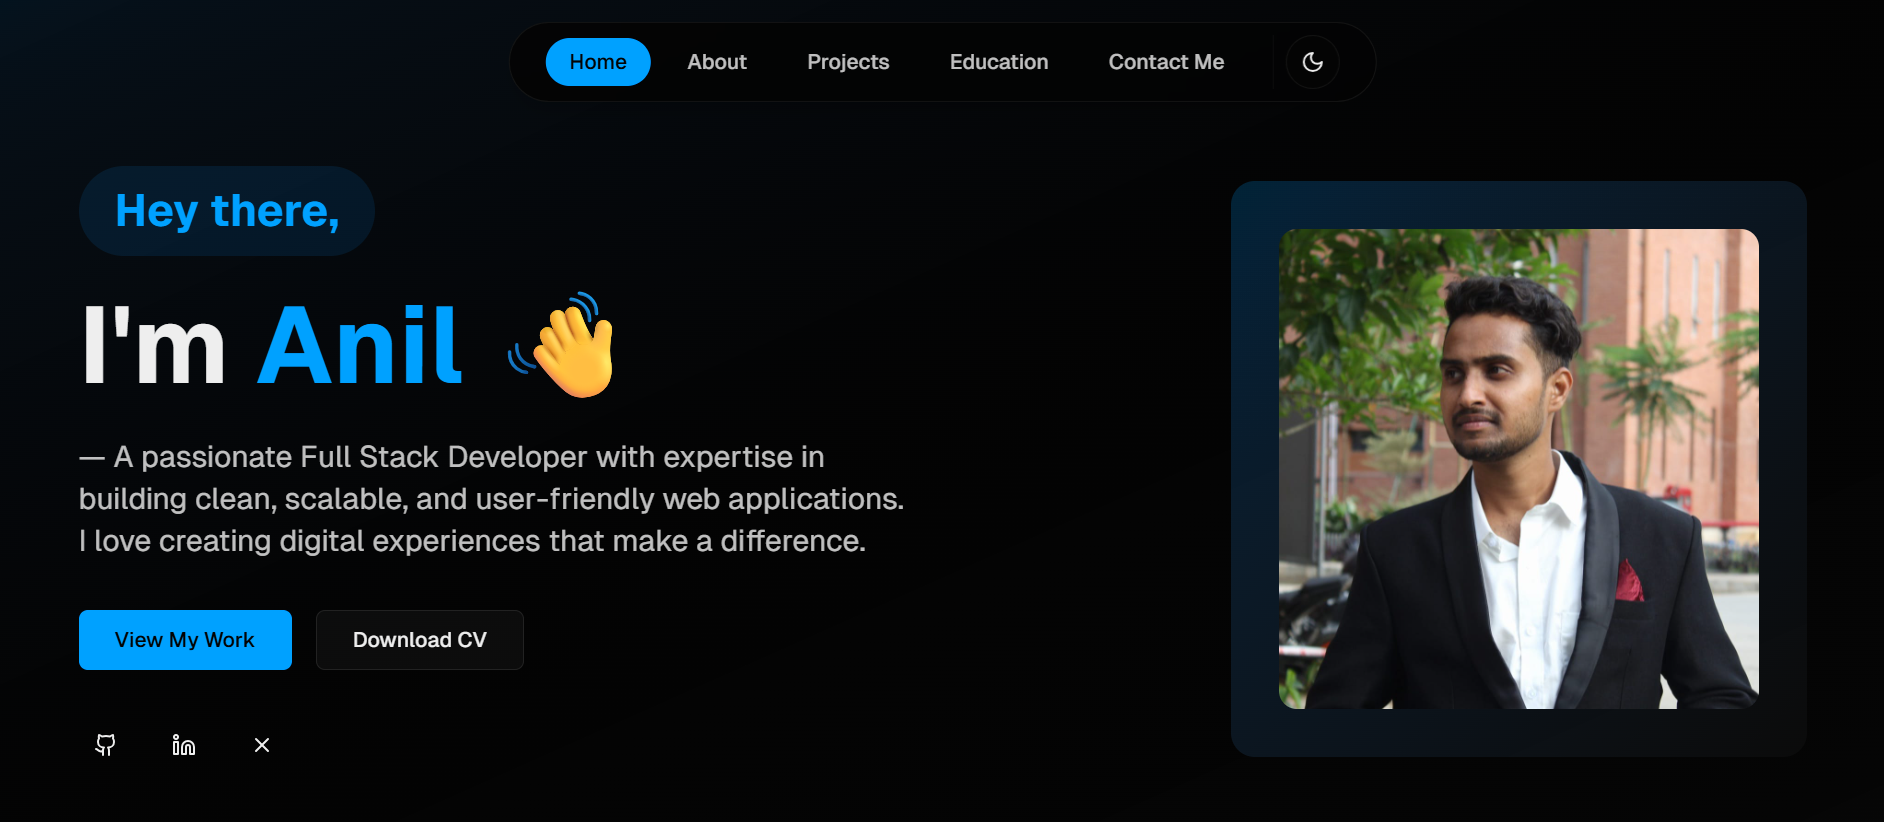 Home About Projects Education Contact Me
Hey there,
I'm Anil
— A passionate Full Stack Developer with expertise in
building clean, scalable, and user-friendly web applications.
I love creating digital experiences that make a difference.
View My Work Download CV